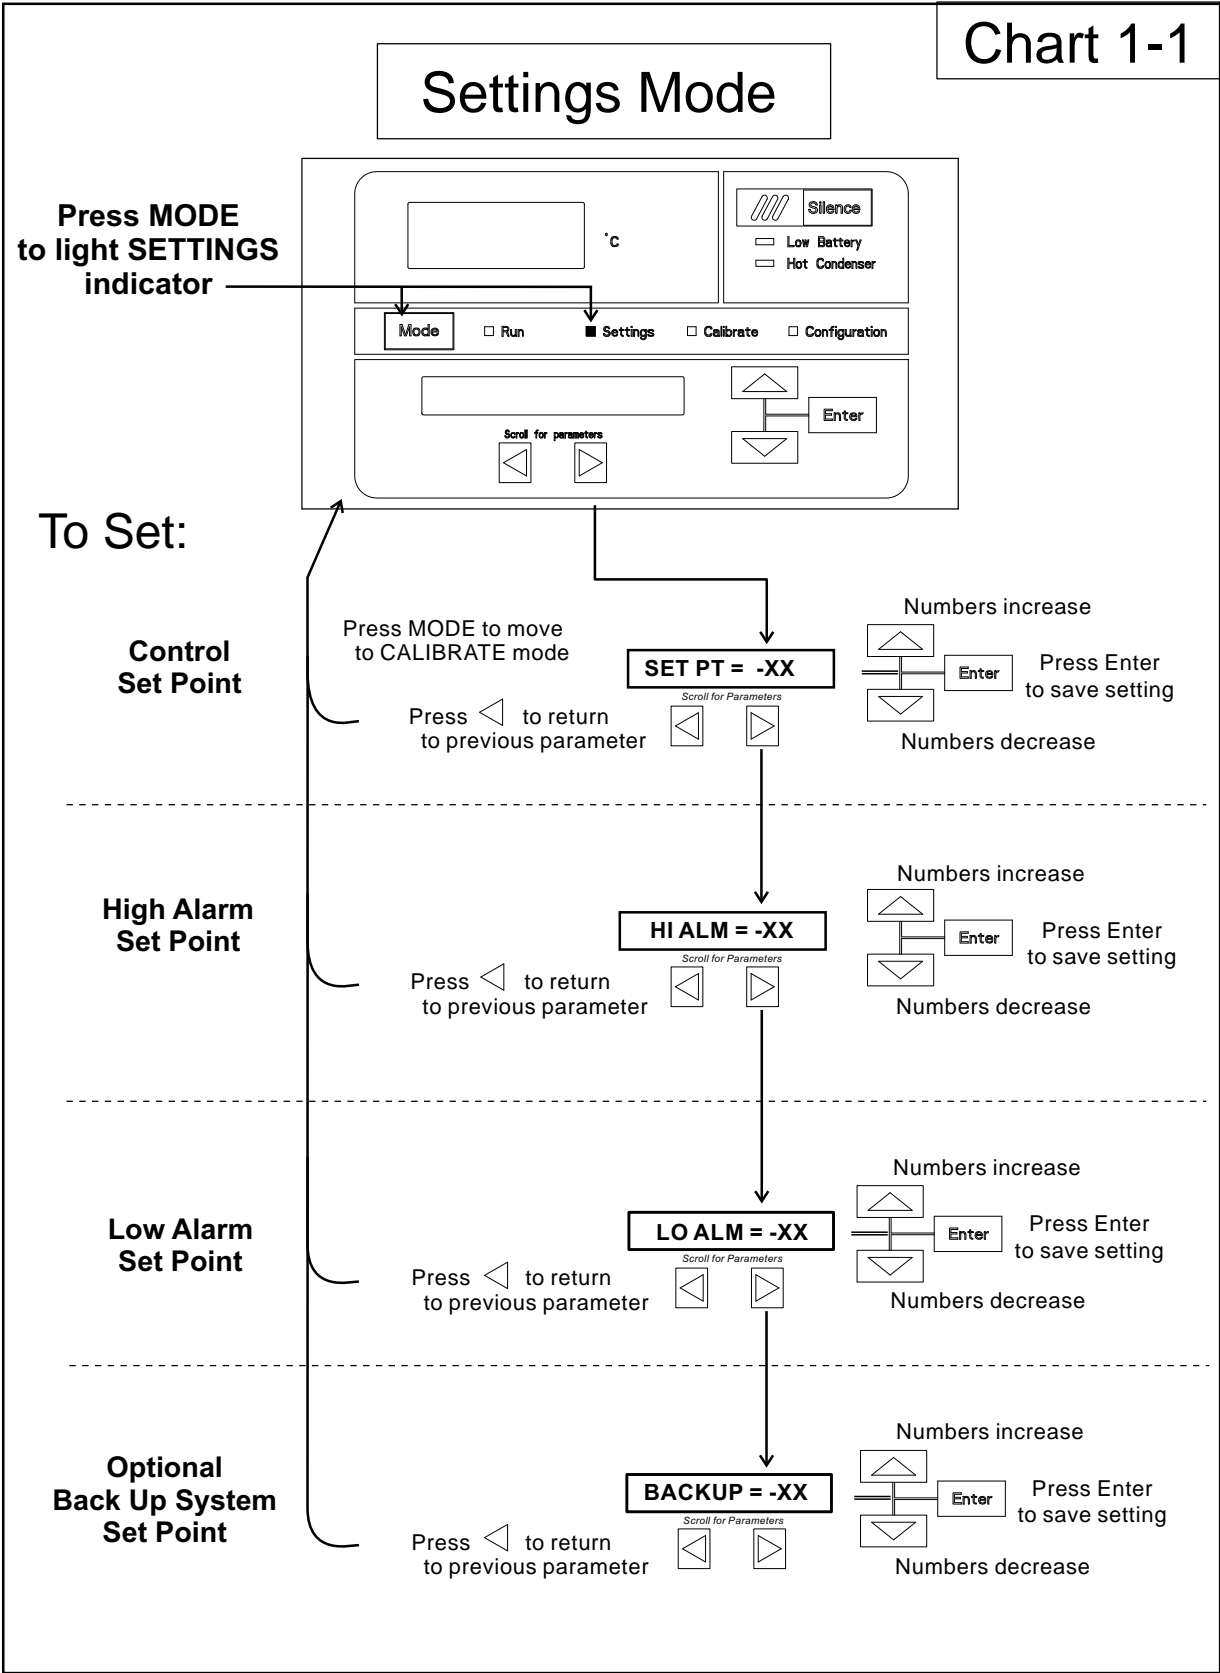 Chart 1-1
Settings Mode
Press MODE
to light SETTINGS
indicator
°C
Silence
Low Battery
Hot Condenser
Mode
Run
Settings
Calibrate
Configuration
Scroll for parameters
Enter
To Set:
Control
Set Point
Press MODE to move
to CALIBRATE mode
Press to return
to previous parameter
SET PT = -XX
Scroll for Parameters
Numbers increase
Enter
Press Enter
to save setting
Numbers decrease
High Alarm
Set Point
Press to return
to previous parameter
HI ALM = -XX
Scroll for Parameters
Numbers increase
Enter
Press Enter
to save setting
Numbers decrease
Low Alarm
Set Point
Press to return
to previous parameter
LO ALM = -XX
Scroll for Parameters
Numbers increase
Enter
Press Enter
to save setting
Numbers decrease
Optional
Back Up System
Set Point
Press to return
to previous parameter
BACKUP = -XX
Scroll for Parameters
Numbers increase
Enter
Press Enter
to save setting
Numbers decrease